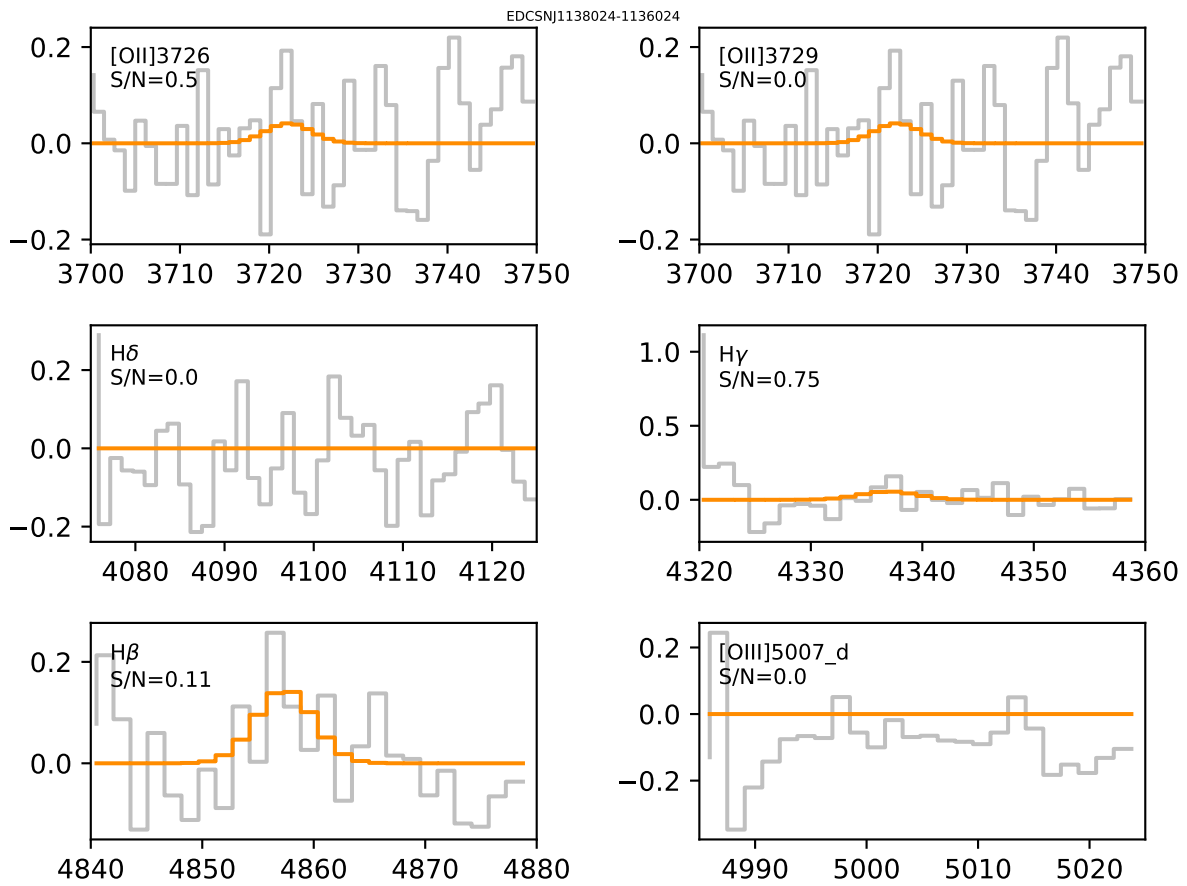 EDCSNJ1138024-1136024
[OII]3726
S/N=0.5
0.2
0.0
−0.2
3700 3710 3720 3730 3740 3750
[OII]3729
S/N=0.0
0.2
0.0
−0.2
3700 3710 3720 3730 3740 3750
Hδ
S/N=0.0
0.2
0.0
−0.2
4080 4090 4100 4110 4120
Hγ
S/N=0.75
1.0
0.5
0.0
4320 4330 4340 4350 4360
Hβ
S/N=0.11
0.2
0.0
4840 4850 4860 4870 4880
[OIII]5007_d
S/N=0.0
0.2
0.0
−0.2
4990 5000 5010 5020